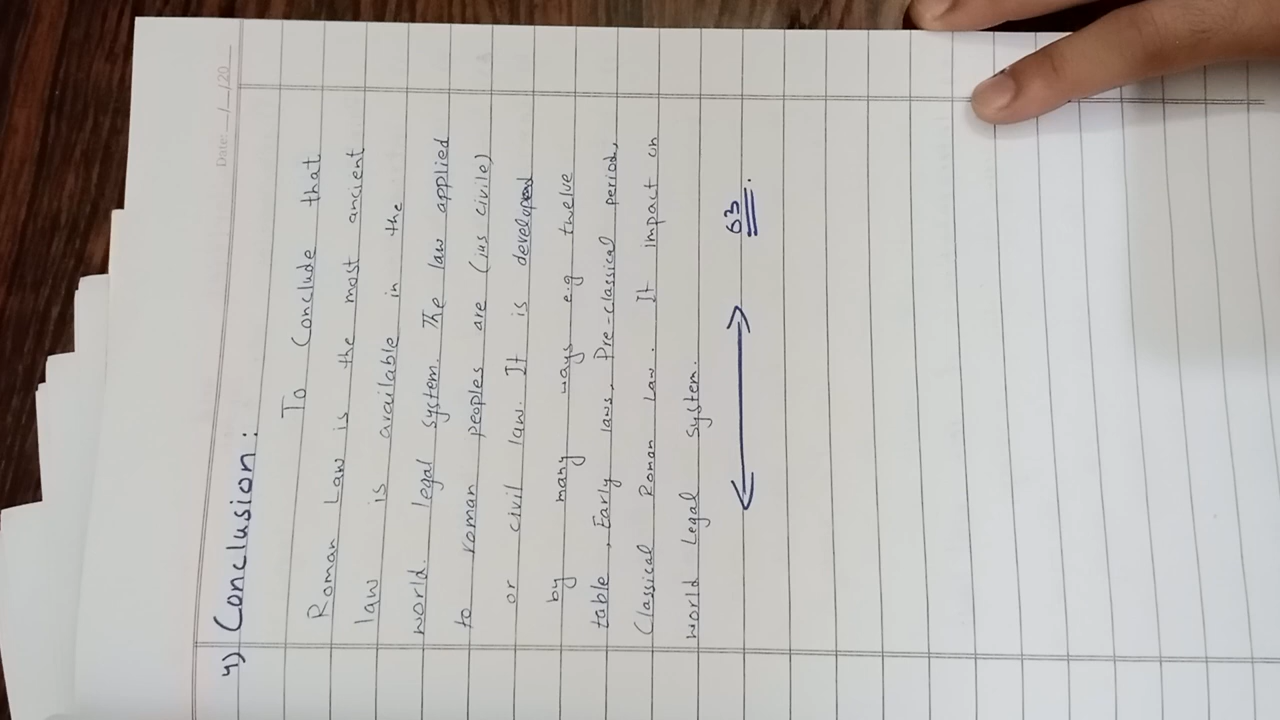 Date: _/_/20
4) Conclusion:
To Conclude that
Roman Law is the most ancient
law is available in the
world legal system. The law applied
to roman peoples are (jus civile)
or civil law. It is developed
by many ways e.g twelve
table, Early laws, Pre-classical period,
Classical Roman Law. It impact on
world Legal system.
63.